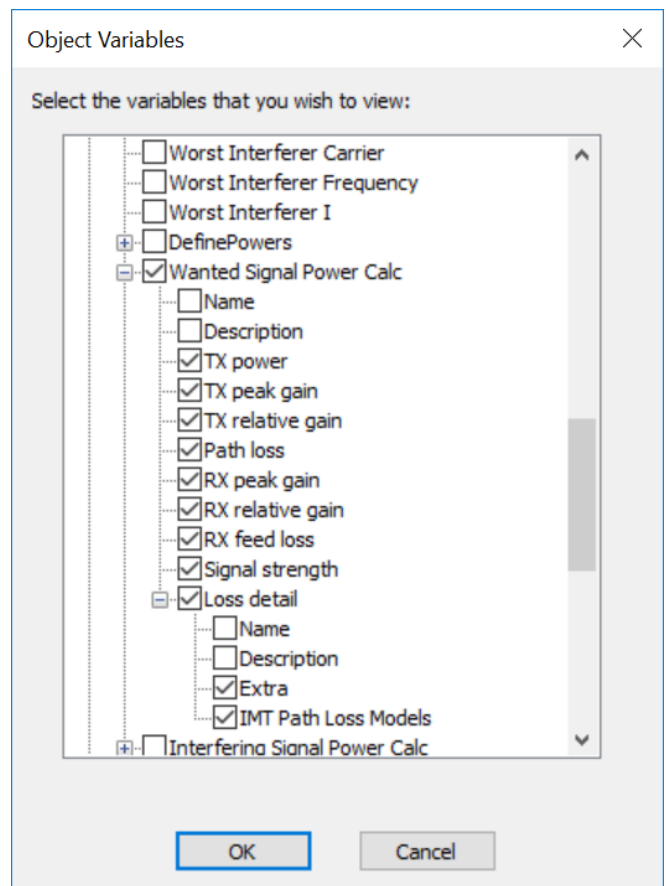 Object Variables
Select the variables that you wish to view:
Worst Interferer Carrier
Worst Interferer Frequency
Worst Interferer I
DefinePowers
Wanted Signal Power Calc
Name
Description
TX power
TX peak gain
TX relative gain
Path loss
RX peak gain
RX relative gain
RX feed loss
Signal strength
Loss detail
Name
Description
Extra
IMT Path Loss Models
Interfering Signal Power Calc
OK Cancel